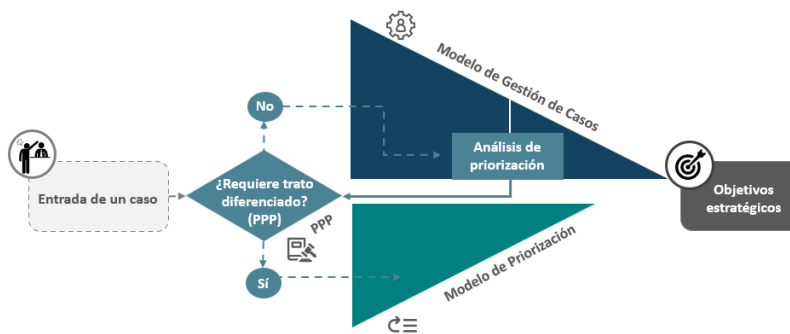 Modelo de Gestión de Casos
No
Análisis de
priorización
Entrada de un caso
¿Requiere trato
diferenciado?
(PPP)
Objetivos
estratégicos
PPP
Sí
Modelo de Priorización